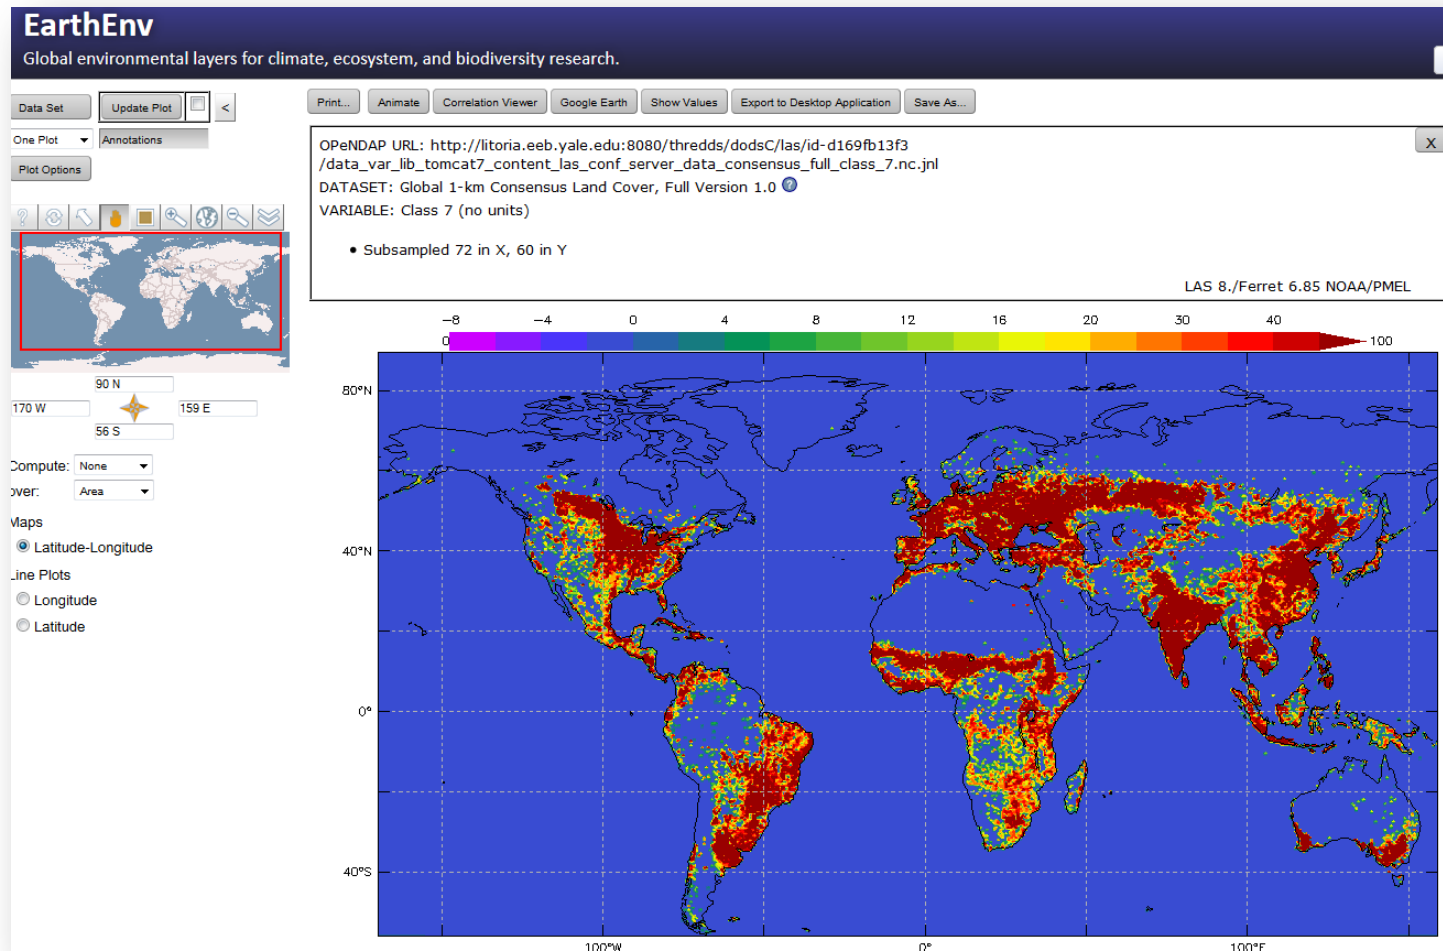 EarthEnv
Global environmental layers for climate, ecosystem, and biodiversity research.
Data Set
Update Plot
<
Print...
Animate
Correlation Viewer
Google Earth
Show Values
Export to Desktop Application
Save As...
One Plot
Annotations
Plot Options
OPeNDAP URL: http://litoria.eeb.yale.edu:8080/thredds/dodsC/las/id-d169fb13f3
/data_var_lib_tomcat7_content_las_conf_server_data_consensus_full_class_7.nc.jnl
X
DATASET: Global 1-km Consensus Land Cover, Full Version 1.0 ?
VARIABLE: Class 7 (no units)
• Subsampled 72 in X, 60 in Y
LAS 8./Ferret 6.85 NOAA/PMEL
?
90 N
170 W
159 E
56 S
Compute: None
over: Area
Maps
Latitude-Longitude
Line Plots
Longitude
Latitude
-8 -4 0 4 8 12 16 20 30 40
0 100
80°N
40°N
0°
40°S
100°W 0° 100°E